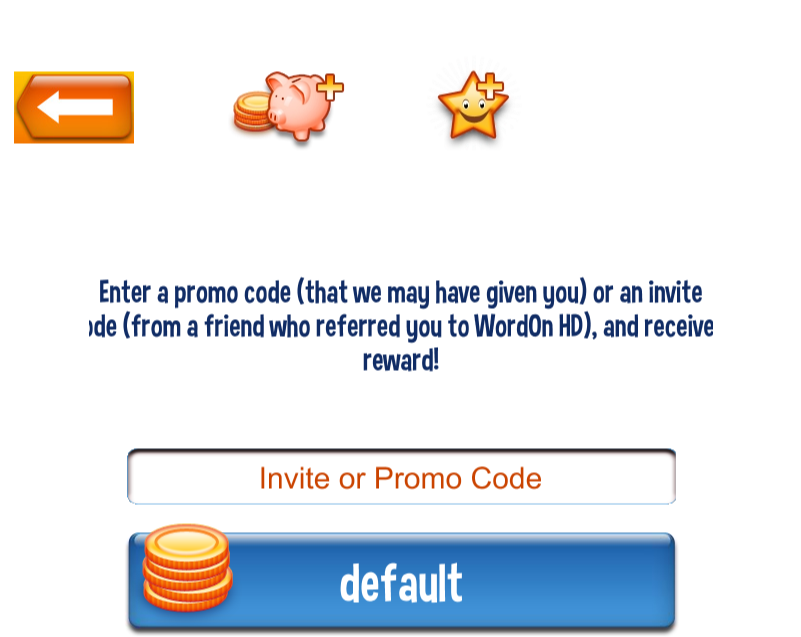 Enter a promo code (that we may have given you) or an invite
ode (from a friend who referred you to WordOn HD), and receive
reward!
Invite or Promo Code
default